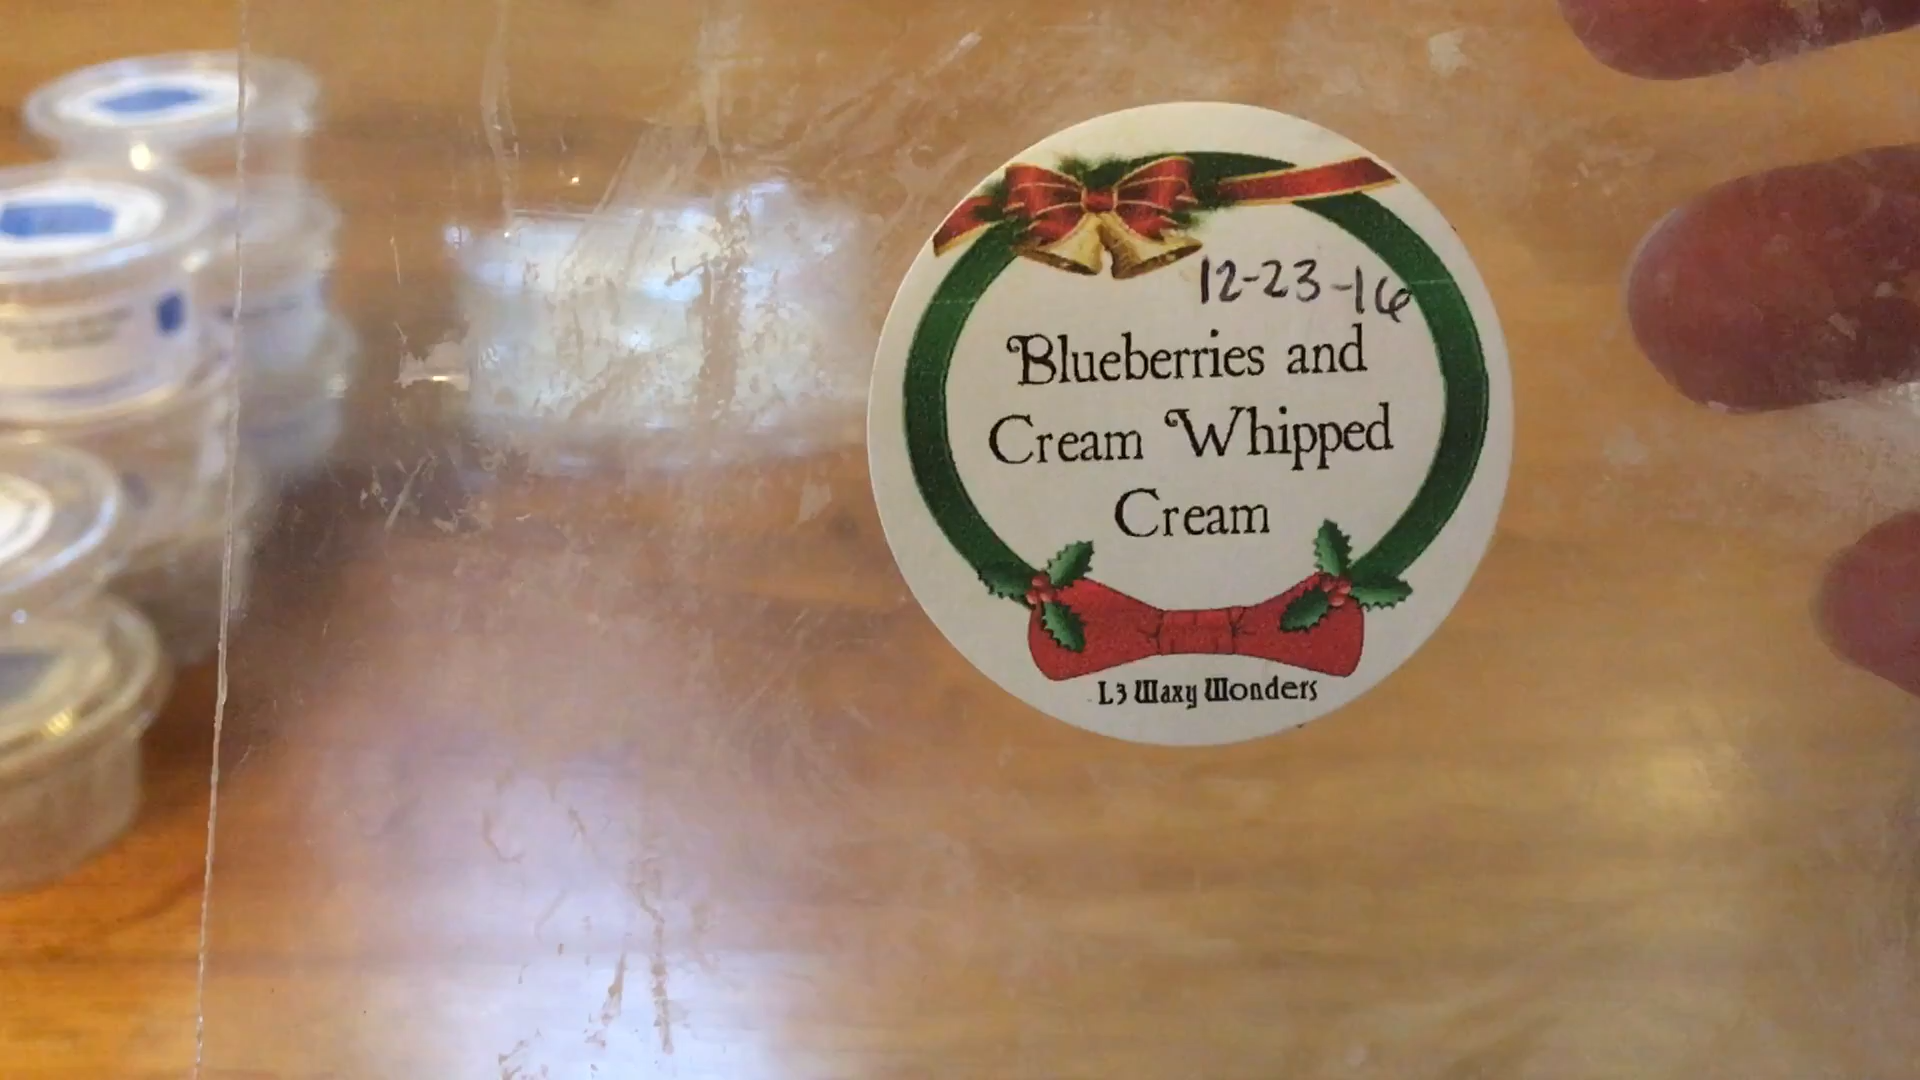 12-23-16
Blueberries and
Cream Whipped
Cream
L3 Waxy Wonders